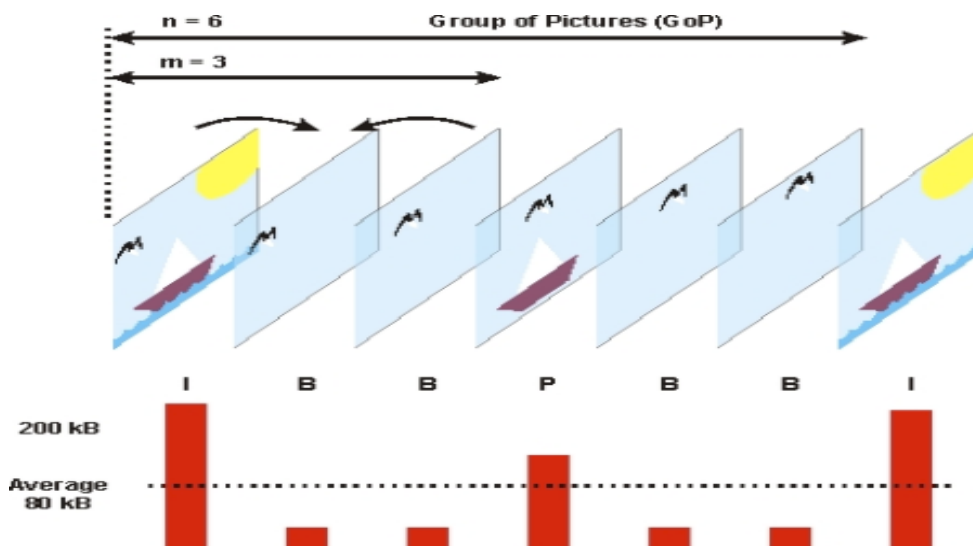 n = 6 Group of Pictures (GoP)
m = 3
I B B P B B I
200 kB
Average
80 kB